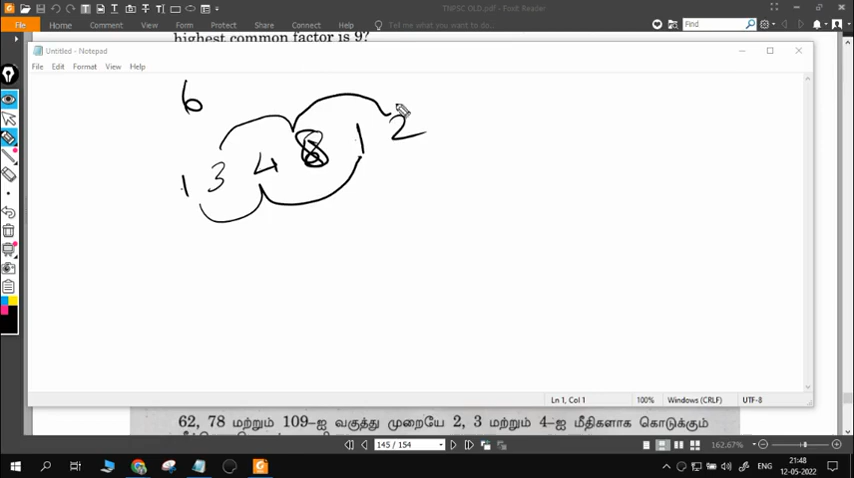 TNPSC OLD.pdf - Foxit Reader
File Home Comment View Form Protect Share Connect Help Tell me what you want to do... Find
highest common factor is 9?
Untitled - Notepad
File Edit Format View Help
6
1 3 4 8 1 2
Ln 1, Col 1 100% Windows (CRLF) UTF-8
62, 78 மற்றும் 109-ஐ வகுத்து முறையே 2, 3 மற்றும் 4-ஐ மீதிகளாக கொடுக்கும்
145 / 154 162.67%
ENG 21:48 12-05-2022